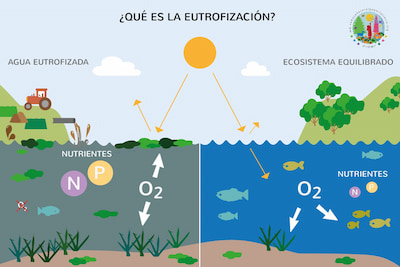 ¿QUÉ ES LA EUTROFIZACIÓN?
AGUA EUTROFIZADA
ECOSISTEMA EQUILIBRADO
NUTRIENTES
N P
O2
NUTRIENTES
N P
O2